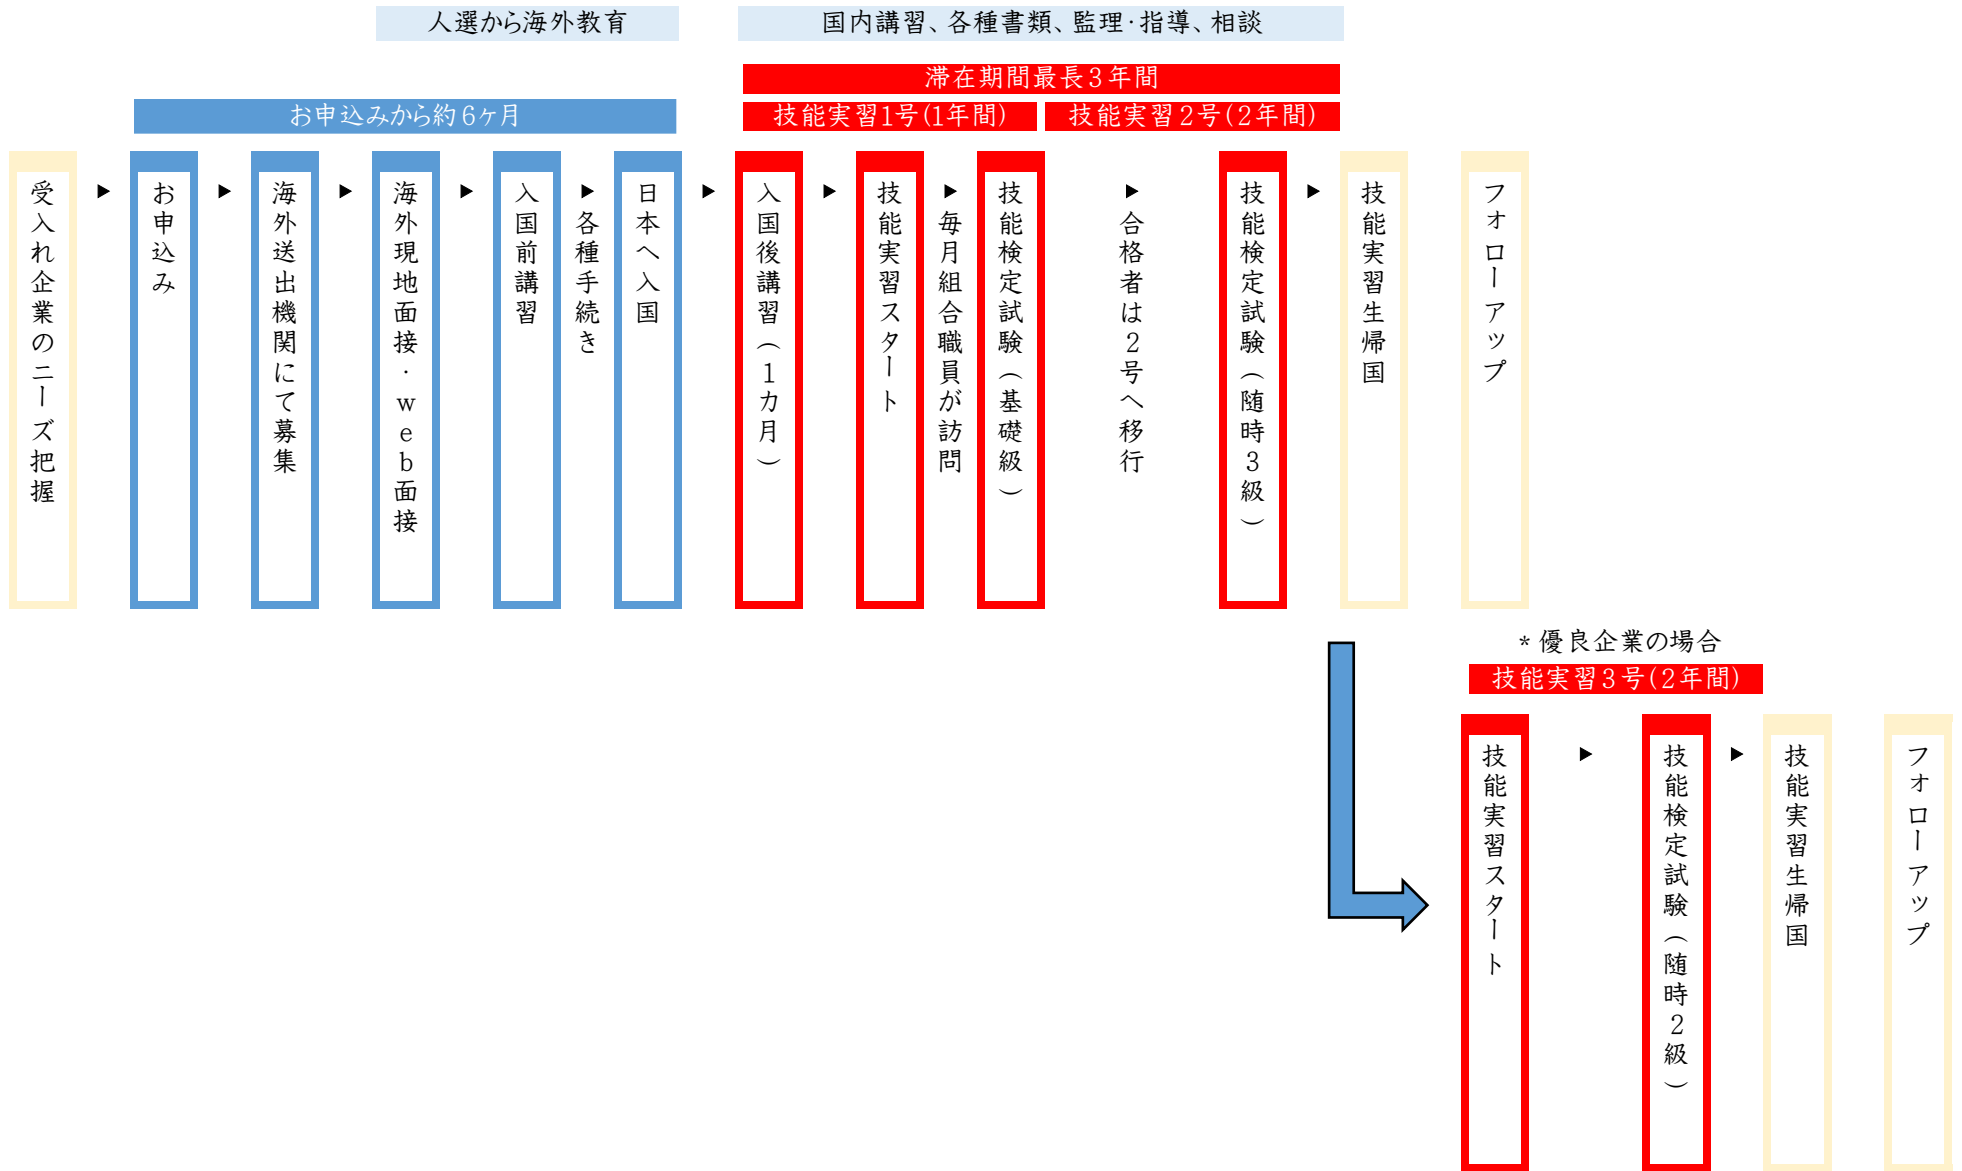 人選から海外教育
国内講習、各種書類、監理・指導、相談
滞在期間最長3年間
お申込みから約6ヶ月
技能実習1号(1年間)
技能実習2号(2年間)
受入れ企業のニーズ把握
▶
お申込み
▶
海外送出機関にて募集
▶
海外現地面接・web面接
▶
入国前講習
▶各種手続き
日本へ入国
▶
入国後講習(1カ月)
▶
技能実習スタート
▶毎月組合職員が訪問
技能検定試験(基礎級)
▶合格者は2号へ移行
技能検定試験(随時3級)
▶
技能実習生帰国
フォローアップ
*優良企業の場合
技能実習3号(2年間)
技能実習スタート
▶
技能検定試験(随時2級)
▶
技能実習生帰国
フォローアップ